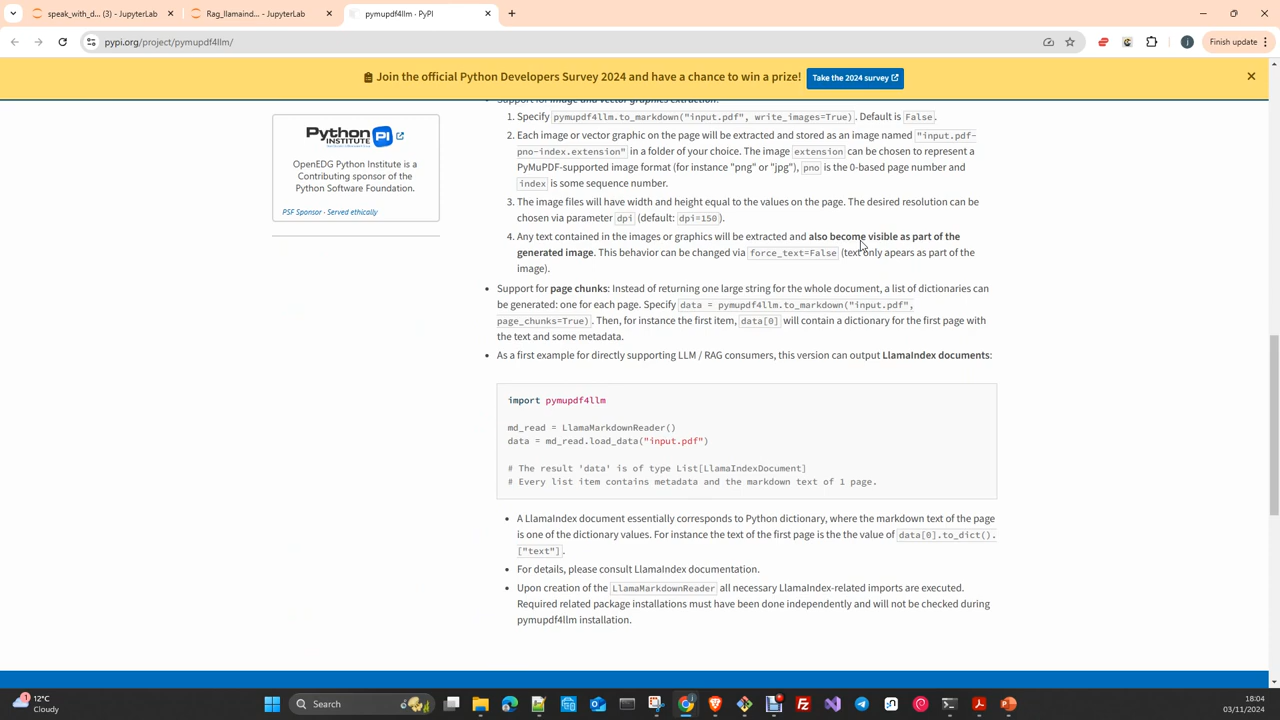 speak_with_d... (3) - JupyterLab
Rag_llamaind... - JupyterLab
pymupdf4llm · PyPI
pypi.org/project/pymupdf4llm/
Finish update
Join the official Python Developers Survey 2024 and have a chance to win a prize!
Take the 2024 survey
Python
INSTITUTE
OpenEDG Python Institute is a
Contributing sponsor of the
Python Software Foundation.
PSF Sponsor · Served ethically
Support for image and vector graphics extraction:
1. Specify pymupdf4llm.to_markdown("input.pdf", write_images=True). Default is False.
2. Each image or vector graphic on the page will be extracted and stored as an image named "input.pdf-
pno-index.extension" in a folder of your choice. The image extension can be chosen to represent a
PyMuPDF-supported image format (for instance "png" or "jpg"), pno is the 0-based page number and
index is some sequence number.
3. The image files will have width and height equal to the values on the page. The desired resolution can be
chosen via parameter dpi (default: dpi=150).
4. Any text contained in the images or graphics will be extracted and also become visible as part of the
generated image. This behavior can be changed via force_text=False (text only apears as part of the
image).
Support for page chunks: Instead of returning one large string for the whole document, a list of dictionaries
can be generated: one for each page. Specify data = pymupdf4llm.to_markdown("input.pdf",
page_chunks=True). Then, for instance the first item, data[0] will contain a dictionary for the first page with
the text and some metadata.
As a first example for directly supporting LLM / RAG consumers, this version can output LlamaIndex documents:
import pymupdf4llm
md_read = LlamaMarkdownReader()
data = md_read.load_data("input.pdf")
# The result 'data' is of type List[LlamaIndexDocument]
# Every list item contains metadata and the markdown text of 1 page.
A LlamaIndex document essentially corresponds to Python dictionary, where the markdown text of the page
is one of the dictionary values. For instance the text of the first page is the the value of data[0].to_dict().
["text"].
For details, please consult LlamaIndex documentation.
Upon creation of the LlamaMarkdownReader all necessary LlamaIndex-related imports are executed.
Required related package installations must have been done independently and will not be checked during
pymupdf4llm installation.
1
12°C
Cloudy
Search
18:04
03/11/2024